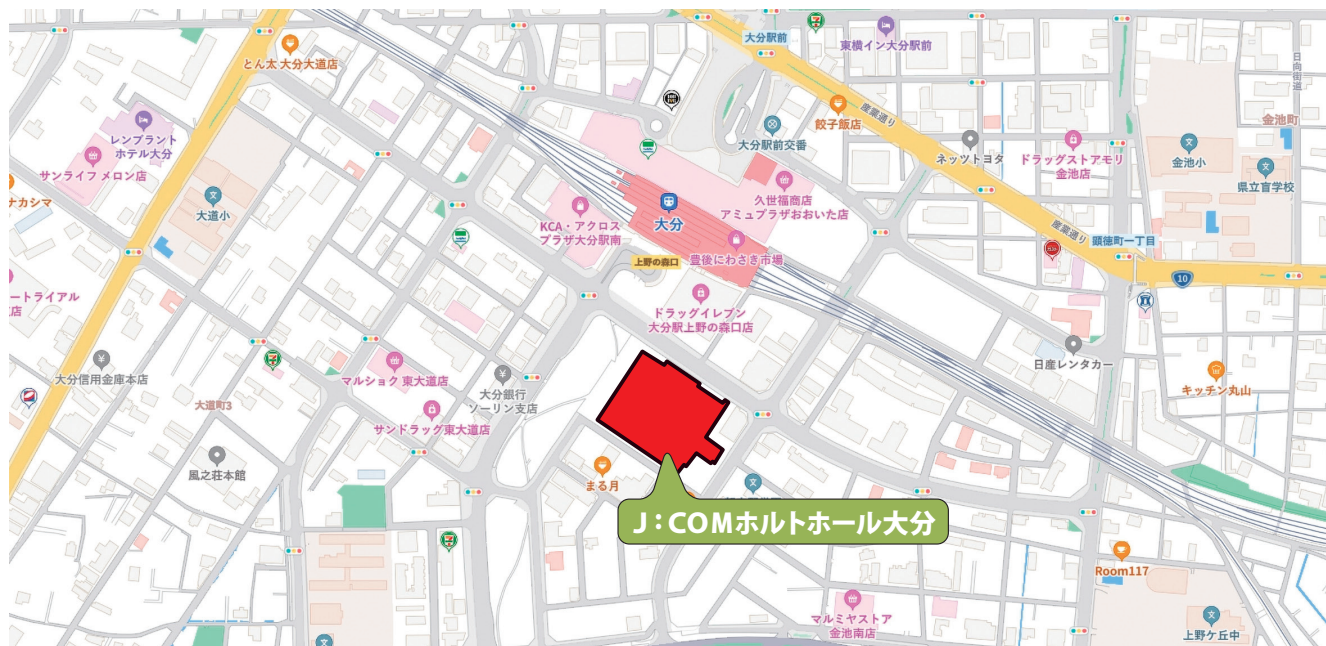 大分駅前
東横イン大分駅前
日向街道
とん太 大分大道店
産業通り
餃子飯店
金池町
レンブラント
ホテル大分
大分駅前交番
ネッツトヨタ
ドラッグストアモリ
金池店
金池小
サンライフ メロン店
県立盲学校
ナカシマ
大道小
久世福商店
アミュプラザおおいた店
大分
KCA・アクロス
プラザ大分駅南
産業通り
顕徳町一丁目
上野の森口
豊後にわさき市場
10
ートライアル
店
ドラッグイレブン
大分駅上野の森口店
日産レンタカー
大分信用金庫本店
マルショク 東大道店
大分銀行
ソーリン支店
キッチン丸山
大道町3
サンドラッグ東大道店
風之荘本館
まる月
J:COMホルトホール大分
Room117
マルミヤストア
金池南店
上野ケ丘中